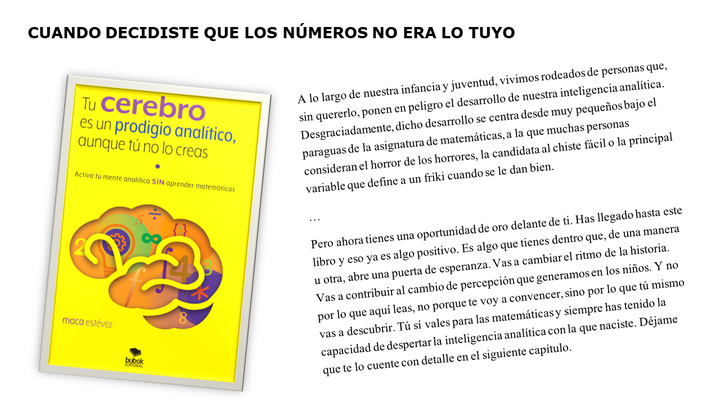 CUANDO DECIDISTE QUE LOS NÚMEROS NO ERA LO TUYO
Tu cerebro
es un prodigio analítico,
aunque tú no lo creas
Activa tu mente analítica SIN aprender matemáticas
2
÷
{}
∞
f
4
*
8
maca estévez
bubok
EDITORIAL
A lo largo de nuestra infancia y juventud, vivimos rodeados de personas que,
sin quererlo, ponen en peligro el desarrollo de nuestra inteligencia analítica.
Desgraciadamente, dicho desarrollo se centra desde muy pequeños bajo el
paraguas de la asignatura de matemáticas, a la que muchas personas
consideran el horror de los horrores, la candidata al chiste fácil o la principal
variable que define a un friki cuando se le dan bien.
…
Pero ahora tienes una oportunidad de oro delante de ti. Has llegado hasta este
libro y eso ya es algo positivo. Es algo que tienes dentro que, de una manera
u otra, abre una puerta de esperanza. Vas a cambiar el ritmo de la historia.
Vas a contribuir al cambio de percepción que generamos en los niños. Y no
por lo que aquí leas, no porque te voy a convencer, sino por lo que tú mismo
vas a descubrir. Tú sí vales para las matemáticas y siempre has tenido la
capacidad de despertar la inteligencia analítica con la que naciste. Déjame
que te lo cuente con detalle en el siguiente capítulo.